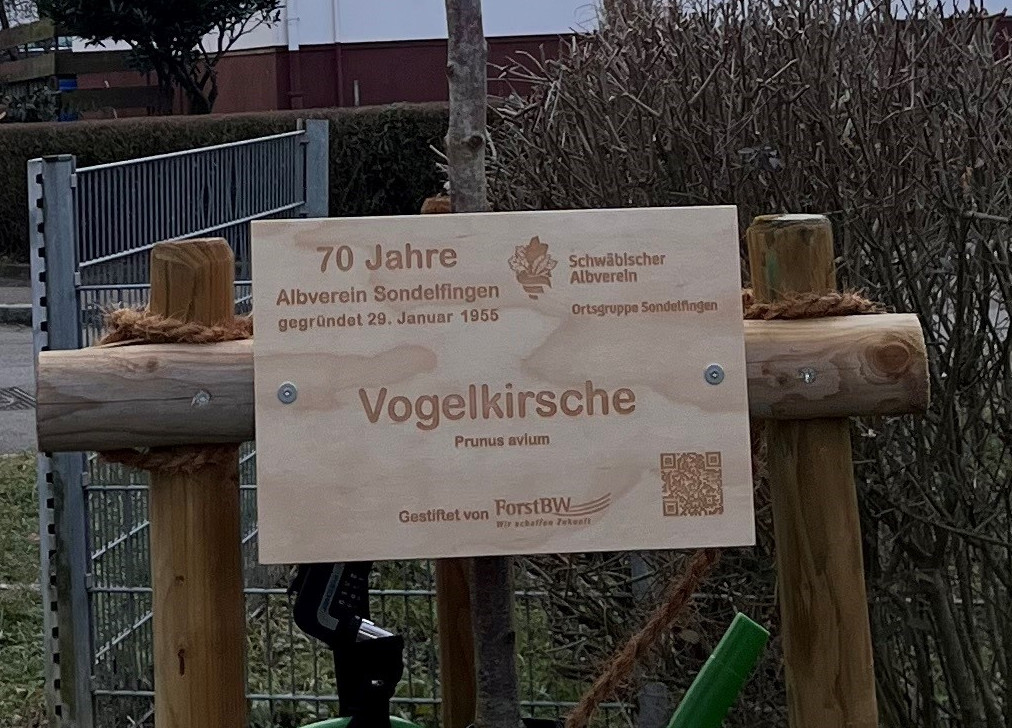 70 Jahre
Albverein Sondelfingen
gegründet 29. Januar 1955
Schwäbischer
Albverein
Ortsgruppe Sondelfingen
Vogelkirsche
Prunus avium
Gestiftet von ForstBW
Wir schaffen Zukunft